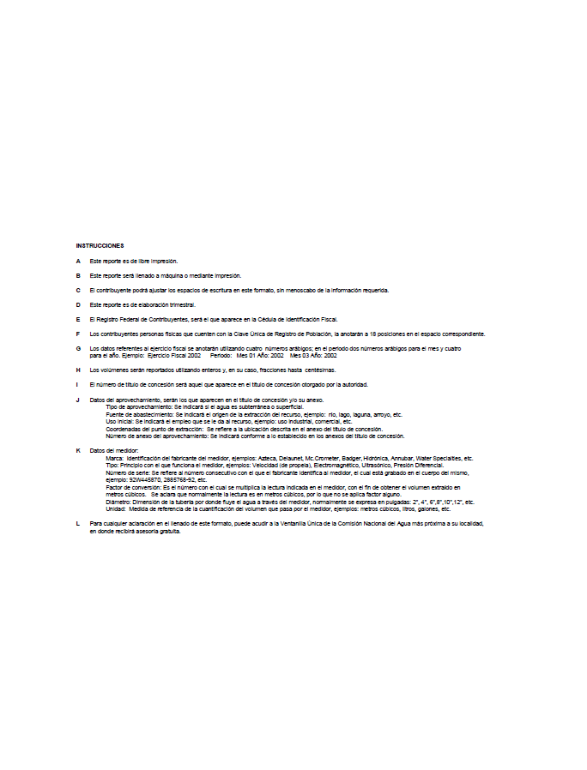 INSTRUCCIONES
A Este reporte es de libre impresión.
B Este reporte será llenado a máquina o mediante impresión.
C El contribuyente podrá ajustar los espacios de escritura en este formato, sin menoscabo de la información requerida.
D Este reporte es de elaboración trimestral.
E El Registro Federal de Contribuyentes, será el que aparece en la Cédula de Identificación Fiscal.
F Los contribuyentes personas físicas que cuenten con la Clave Única de Registro de Población, la anotarán a 18 posiciones en el espacio correspondiente.
G Los datos referentes al ejercicio fiscal se anotarán utilizando cuatro números arábigos; en el periodo dos números arábigos para el mes y cuatro
para el año. Ejemplo: Ejercicio Fiscal 2002 Período: Mes 01 Año: 2002 Mes 03 Año: 2002
H Los volúmenes serán reportados utilizando enteros y, en su caso, fracciones hasta centésimas.
I El número de título de concesión será aquel que aparece en el título de concesión otorgado por la autoridad.
J Datos del aprovechamiento, serán los que aparecen en el título de concesión y/o su anexo.
Tipo de aprovechamiento: Se indicará si el agua es subterránea o superficial.
Fuente de abastecimiento: Se indicará el origen de la extracción del recurso, ejemplo: río, lago, laguna, arroyo, etc.
Uso inicial: Se indicará el empleo que se le da al recurso, ejemplo: uso industrial, comercial, etc.
Coordenadas del punto de extracción: Se refiere a la ubicación descrita en el anexo del título de concesión.
Número de anexo del aprovechamiento: Se indicará conforme a lo establecido en los anexos del título de concesión.
K Datos del medidor:
Marca: Identificación del fabricante del medidor, ejemplos: Azteca, Delaunet, Mc.Crometer, Badger, Hidrónica, Annubar, Water Specialties, etc.
Tipo: Principio con el que funciona el medidor, ejemplos: Velocidad (de propela), Electromagnético, Ultrasónico, Presión Diferencial.
Número de serie: Se refiere al número consecutivo con el que el fabricante identifica al medidor, el cual está grabado en el cuerpo del mismo,
ejemplo: 92W445870, 2885768-92, etc.
Factor de conversión: Es el número con el cual se multiplica la lectura indicada en el medidor, con el fin de obtener el volumen extraído en
metros cúbicos. Se aclara que normalmente la lectura es en metros cúbicos, por lo que no se aplica factor alguno.
Diámetro: Dimensión de la tubería por donde fluye el agua a través del medidor, normalmente se expresa en pulgadas: 2", 4", 6",8",10",12", etc.
Unidad: Medida de referencia de la cuantificación del volumen que pasa por el medidor, ejemplos: metros cúbicos, litros, galones, etc.
L Para cualquier aclaración en el llenado de este formato, puede acudir a la Ventanilla Única de la Comisión Nacional del Agua más próxima a su localidad,
en donde recibirá asesoría gratuita.